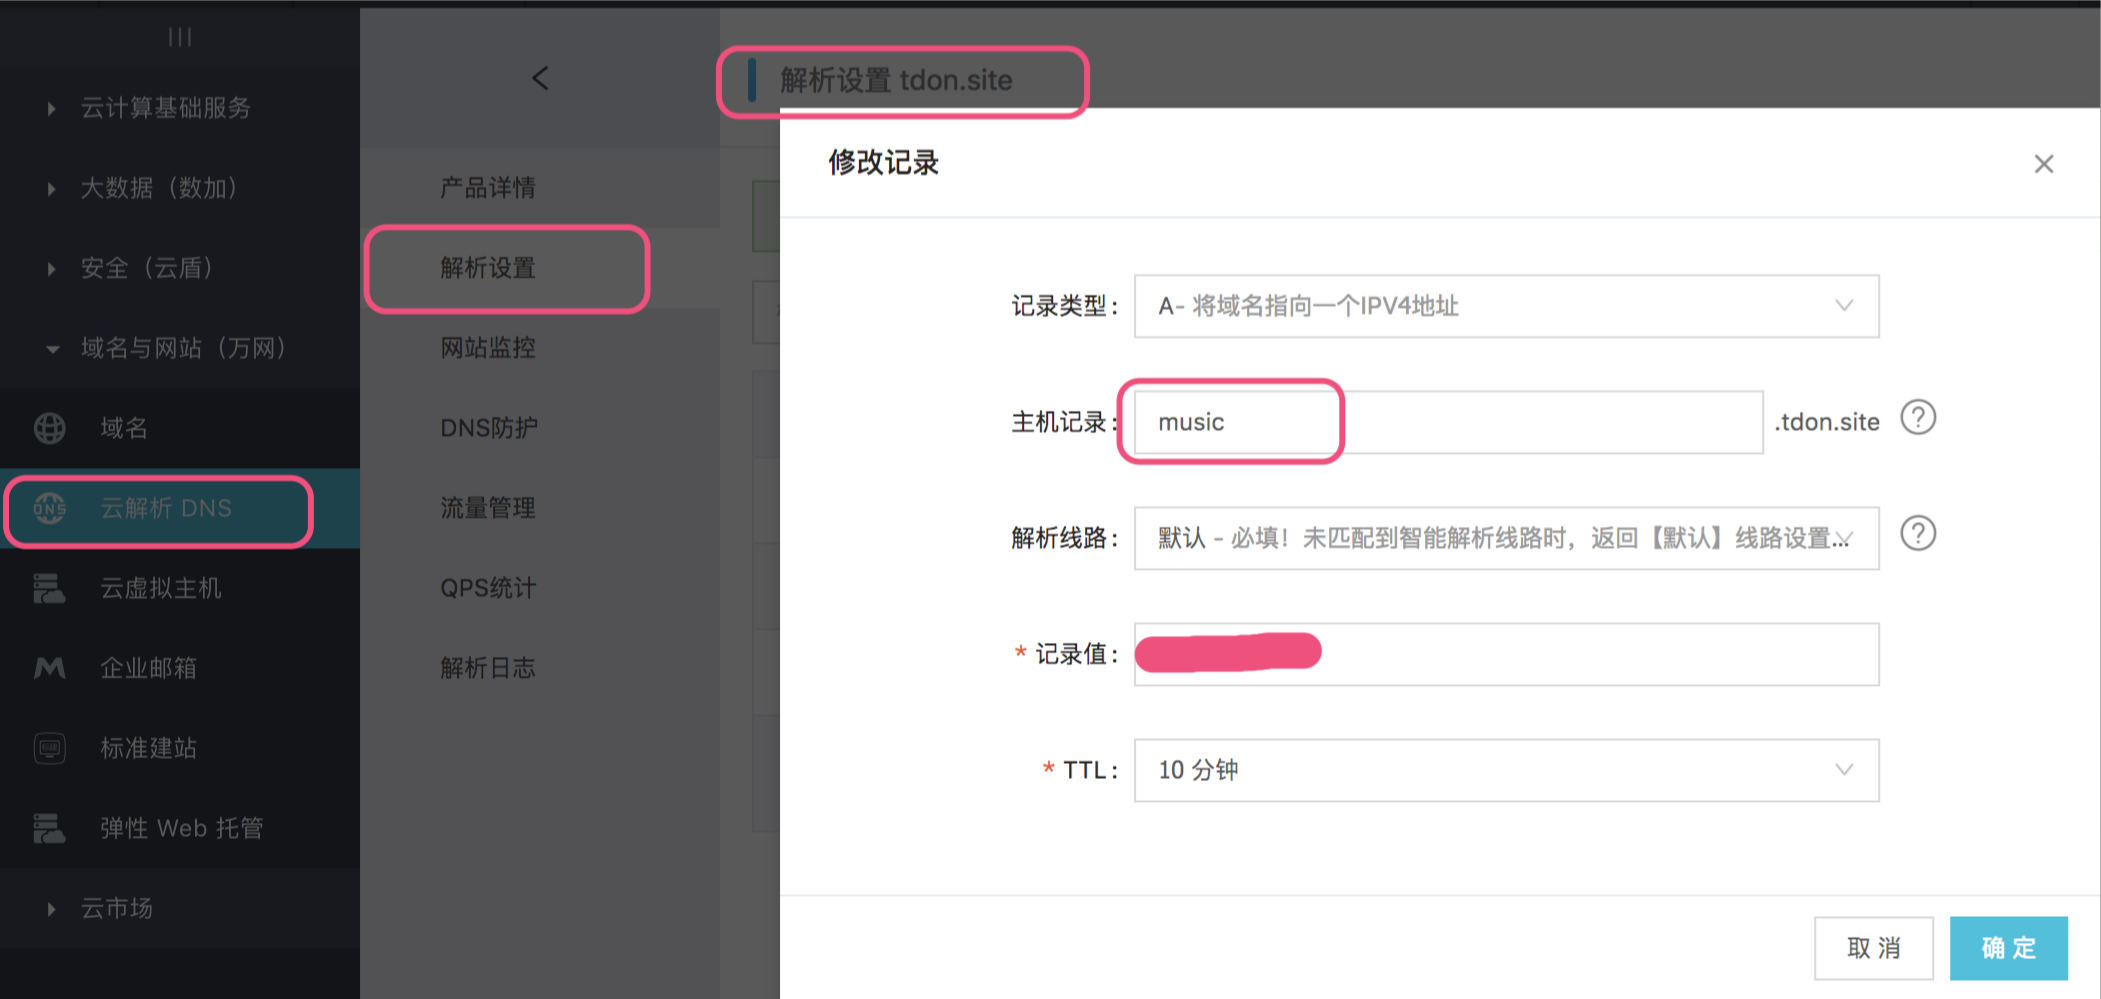 云计算基础服务
大数据（数加）
安全（云盾）
域名与网站（万网）
域名
DNS
云解析 DNS
云虚拟主机
企业邮箱
标准建站
弹性 Web 托管
云市场
产品详情
解析设置
网站监控
DNS防护
流量管理
QPS统计
解析日志
解析设置 tdon.site
修改记录
记录类型： A- 将域名指向一个IPV4地址
主机记录： music .tdon.site ?
解析线路： 默认 - 必填！未匹配到智能解析线路时，返回【默认】线路设置... ?
* 记录值：
* TTL： 10 分钟
取 消
确 定